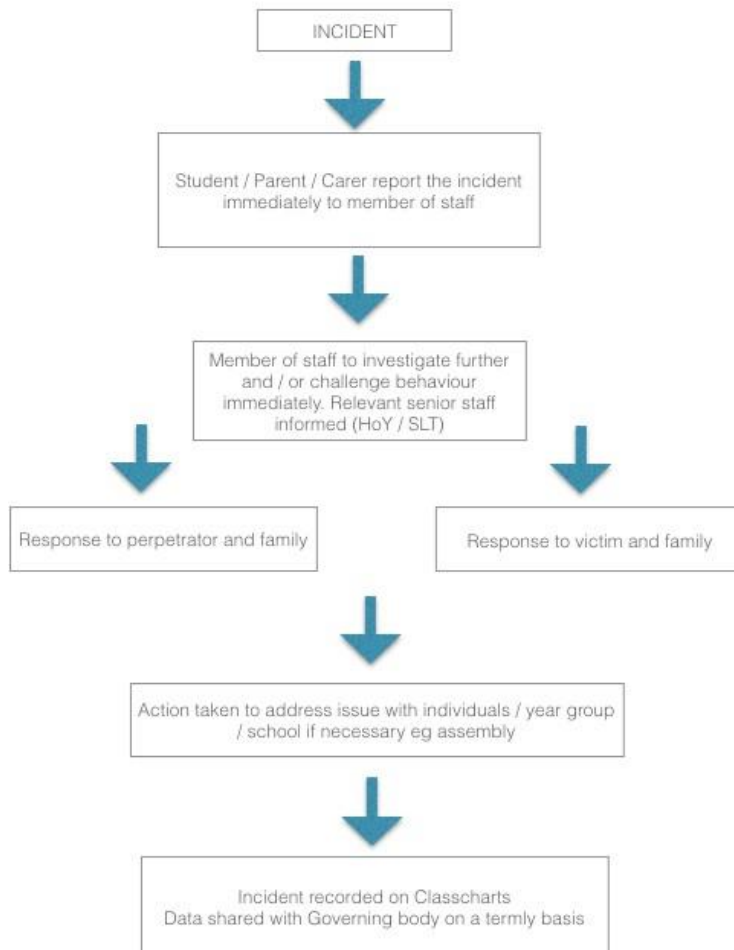 INCIDENT
Student / Parent / Carer report the incident
immediately to member of staff
Member of staff to investigate further
and / or challenge behaviour
immediately. Relevant senior staff
informed (HoY / SLT)
Response to perpetrator and family
Response to victim and family
Action taken to address issue with individuals / year group
/ school if necessary eg assembly
Incident recorded on Classcharts
Data shared with Governing body on a termly basis